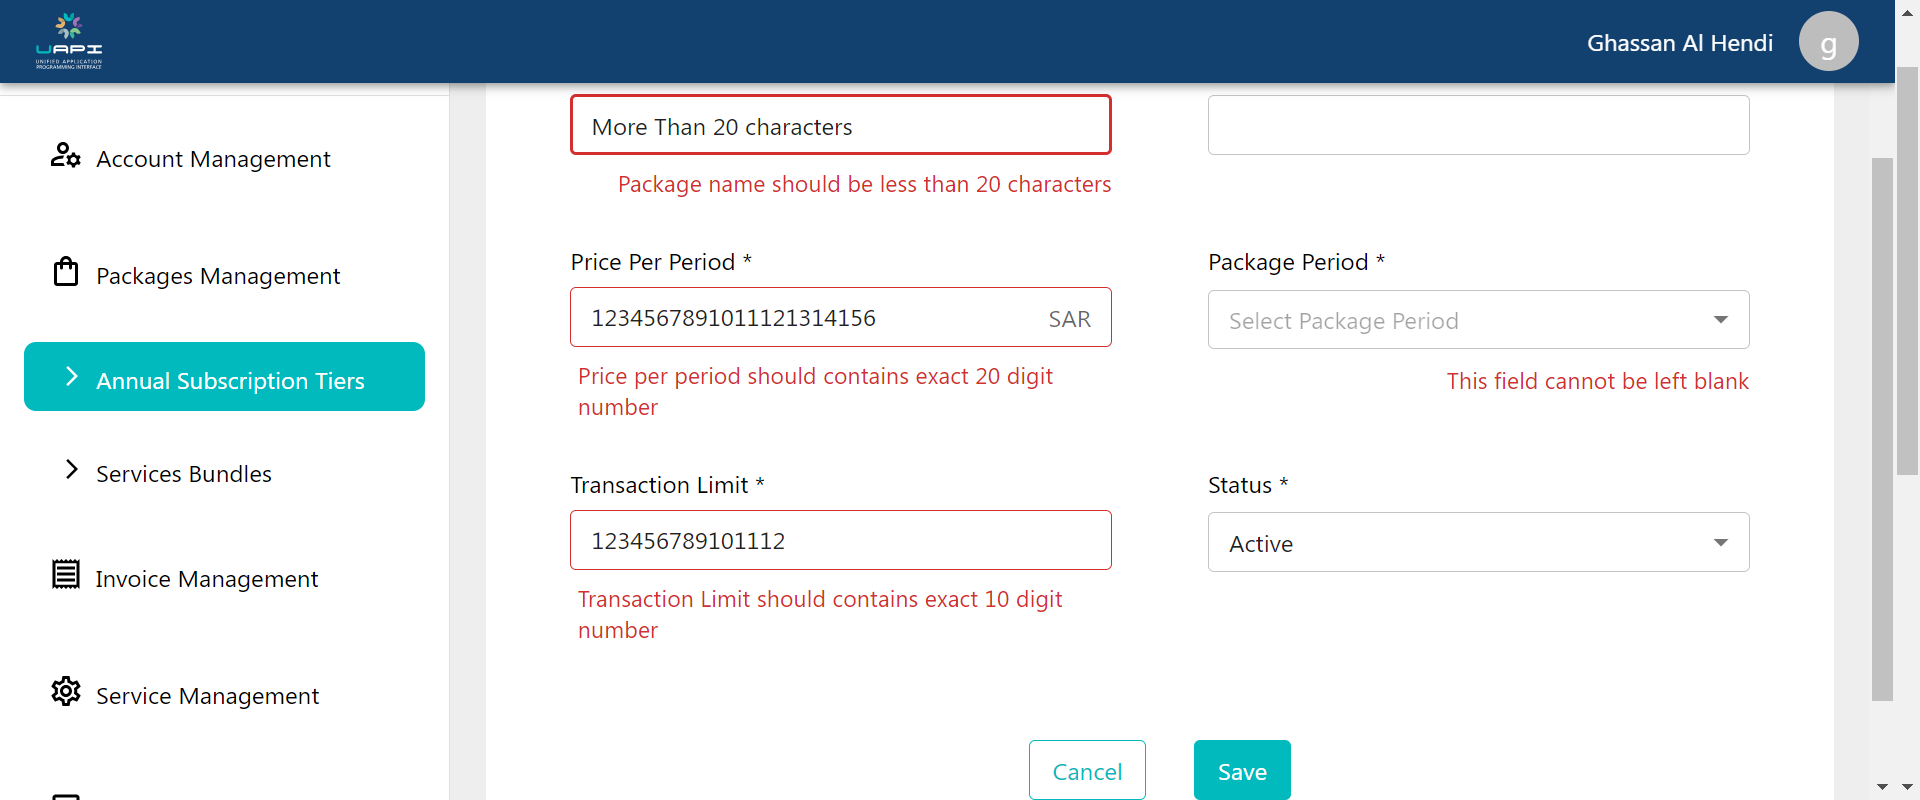 UAPI
UNIFIED APPLICATION
PROGRAMMING INTERFACE
Ghassan Al Hendi
g
Account Management
Packages Management
Annual Subscription Tiers
Services Bundles
Invoice Management
Service Management
More Than 20 characters
Package name should be less than 20 characters
Price Per Period *
1234567891011121314156 SAR
Price per period should contains exact 20 digit
number
Package Period *
Select Package Period
This field cannot be left blank
Transaction Limit *
123456789101112
Transaction Limit should contains exact 10 digit
number
Status *
Active
Cancel
Save